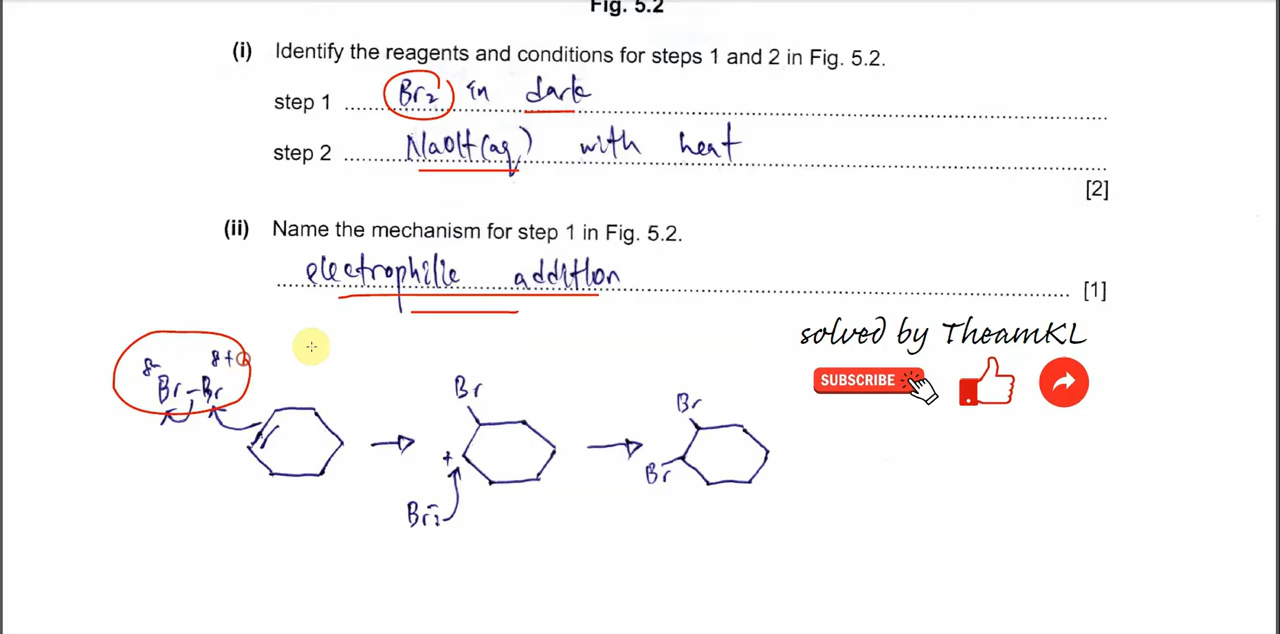 Fig. 5.2
(i) Identify the reagents and conditions for steps 1 and 2 in Fig. 5.2.
step 1 Br2 in dark
step 2 NaOH(aq) with heat
[2]
(ii) Name the mechanism for step 1 in Fig. 5.2.
electrophilic addition
[1]
solved by TheamKL
SUBSCRIBE
δ- δ+
Br-Br
Br
+
Br:-
Br
Br